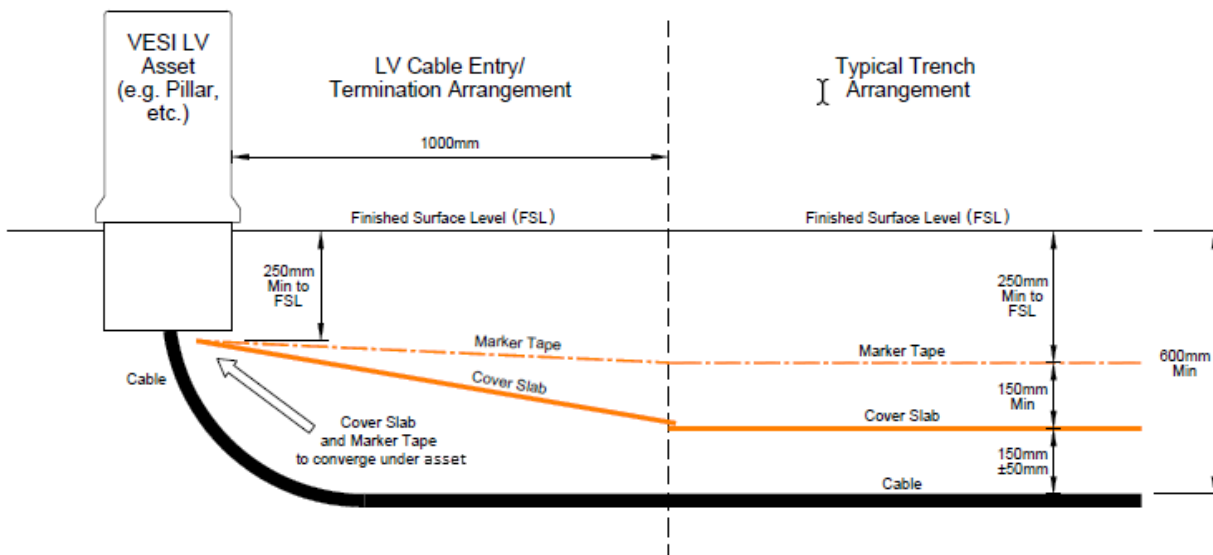 VESI LV
Asset
(e.g. Pillar,
etc.)
LV Cable Entry/
Termination Arrangement
Typical Trench
Arrangement
1000mm
Finished Surface Level (FSL)
Finished Surface Level (FSL)
250mm
Min to
FSL
250mm
Min to
FSL
Marker Tape
Marker Tape
600mm
Min
Cable
Cover Slab
150mm
Min
Cover Slab
Cover Slab
and Marker Tape
to converge under asset
150mm
±50mm
Cable